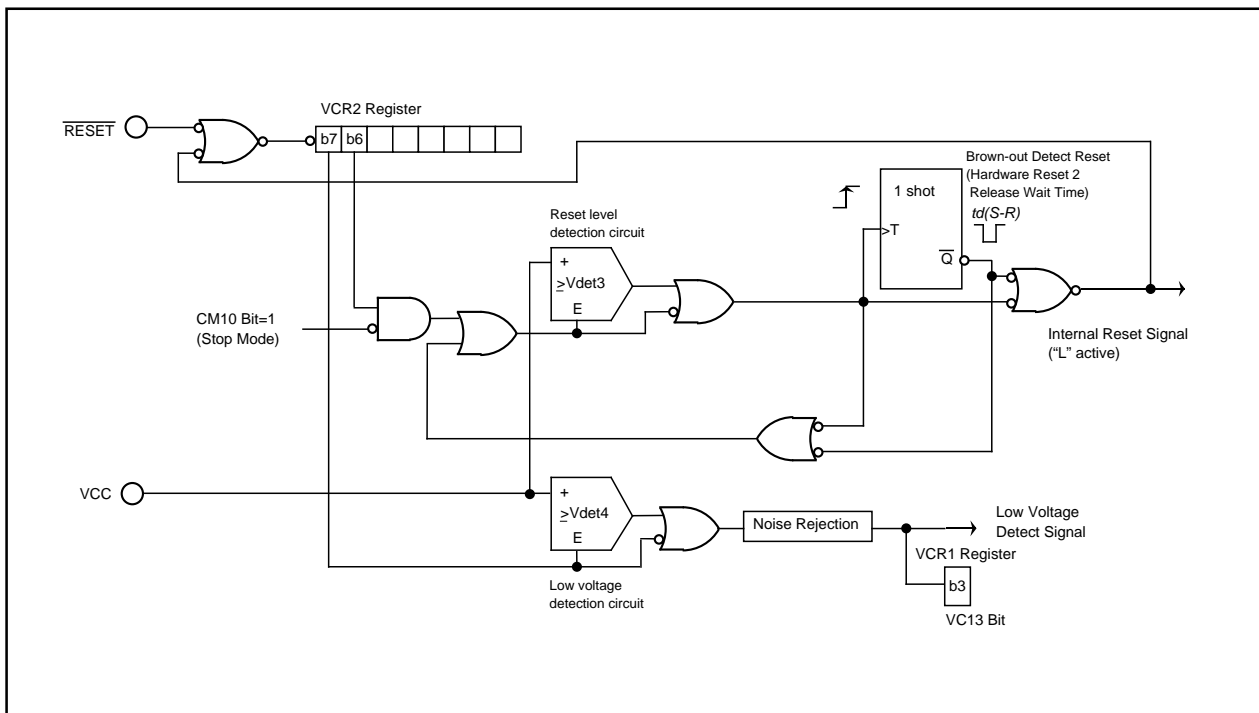 VCR2 Register
RESET
b7 b6
Brown-out Detect Reset
(Hardware Reset 2
Release Wait Time)
td(S-R)
1 shot
>T
Q
Reset level
detection circuit
+
≥Vdet3
E
CM10 Bit=1
(Stop Mode)
Internal Reset Signal
(“L” active)
VCC
+
≥Vdet4
E
Low voltage
detection circuit
Noise Rejection
Low Voltage
Detect Signal
VCR1 Register
b3
VC13 Bit